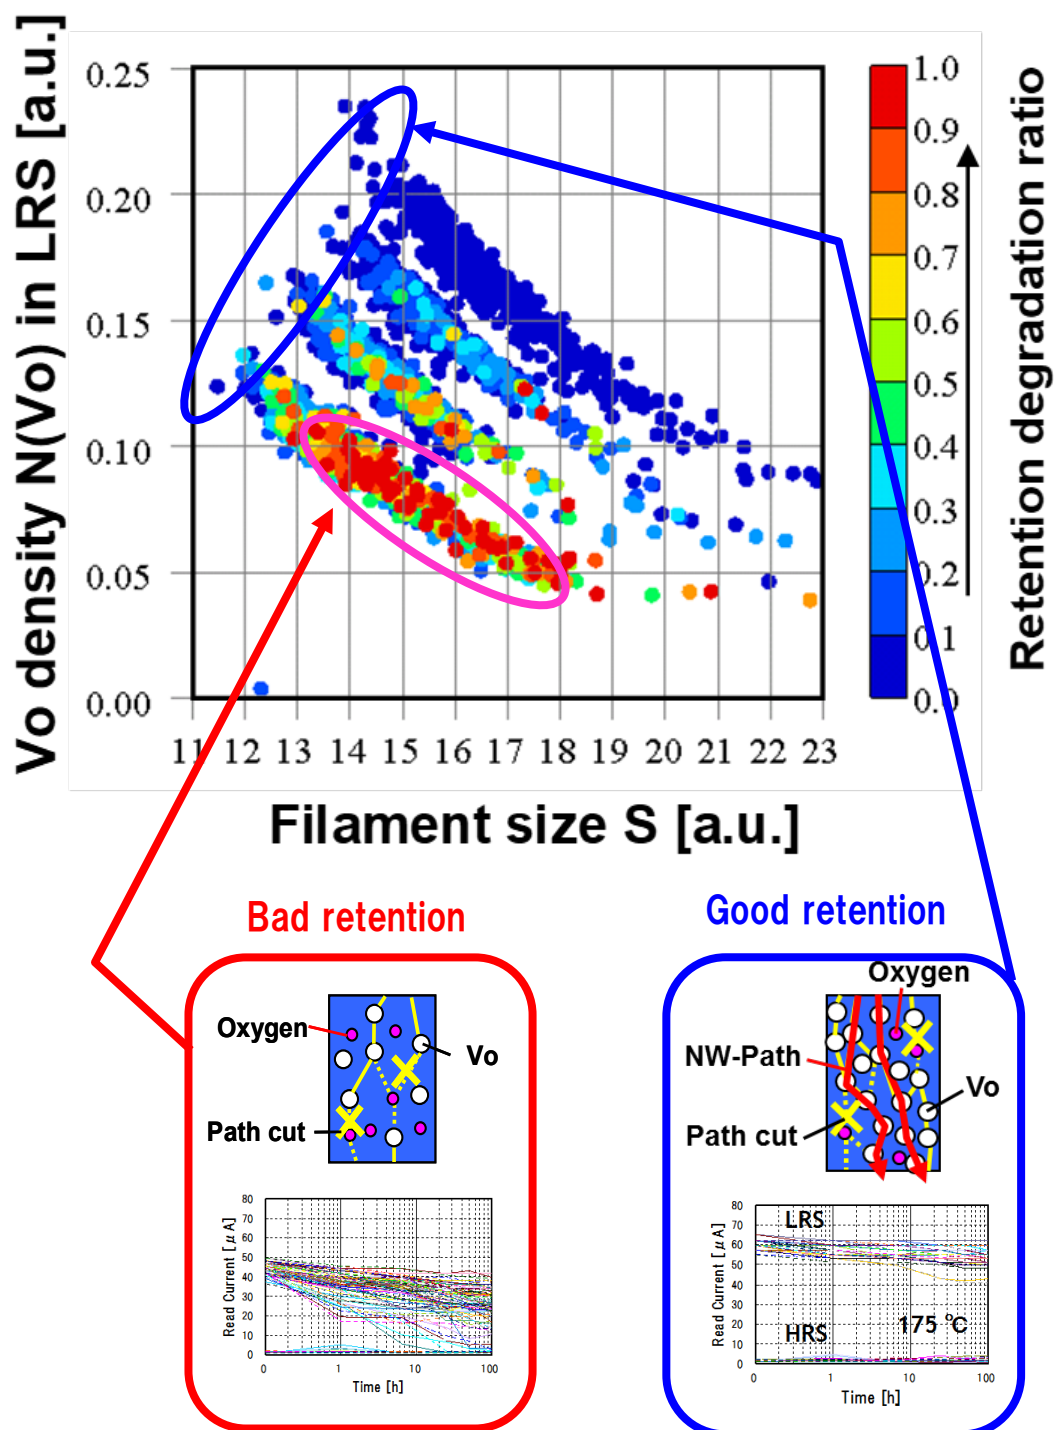 Vo density N(Vo) in LRS [a.u.]
0.25
0.20
0.15
0.10
0.05
0.00
11 12 13 14 15 16 17 18 19 20 21 22 23
Filament size S [a.u.]
1.0
0.9
0.8
0.7
0.6
0.5
0.4
0.3
0.2
0.1
0.0
Retention degradation ratio
Bad retention
Oxygen
Vo
Path cut
Read Current [μA]
80
70
60
50
40
30
20
10
0
0 1 10 100
Time [h]
Good retention
Oxygen
NW-Path
Vo
Path cut
Read Current [μA]
80
70
60
50
40
30
20
10
0
LRS
HRS
175 ℃
0 1 10 100
Time [h]